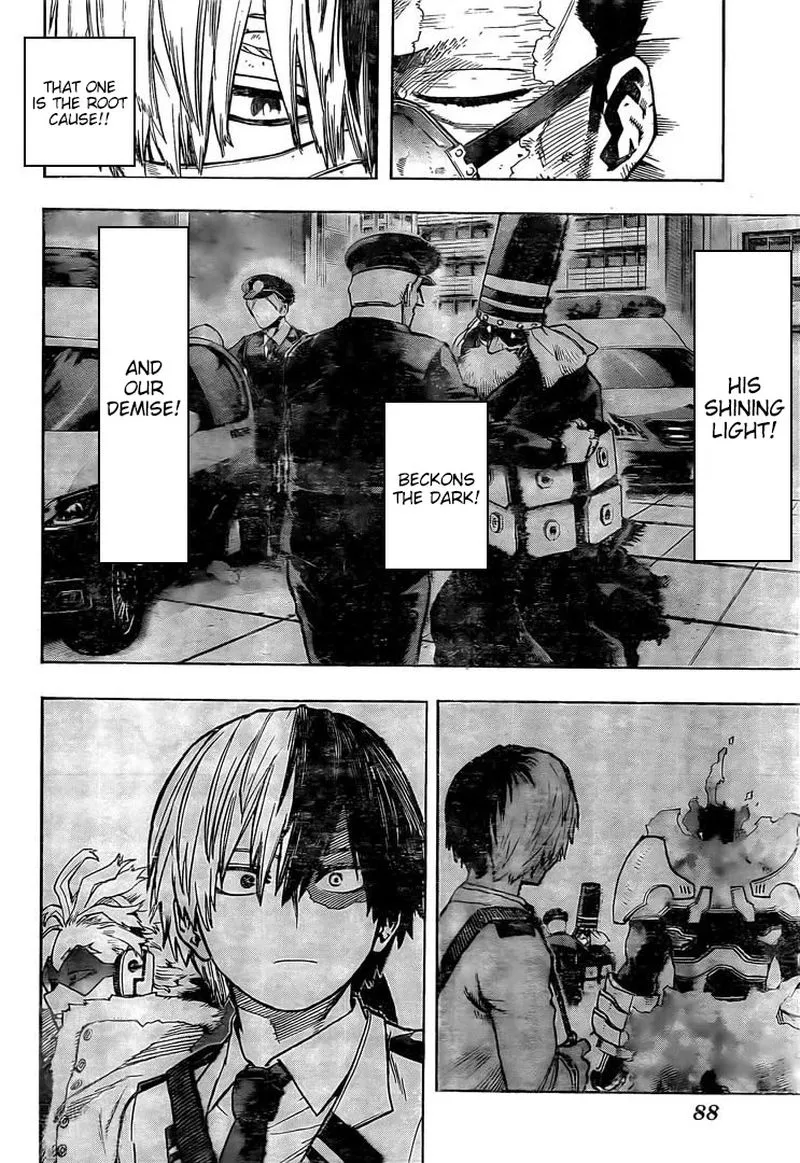 THAT ONE
IS THE ROOT
CAUSE!!
HIS
SHINING
LIGHT!
BECKONS
THE DARK!
AND
OUR
DEMISE!
88